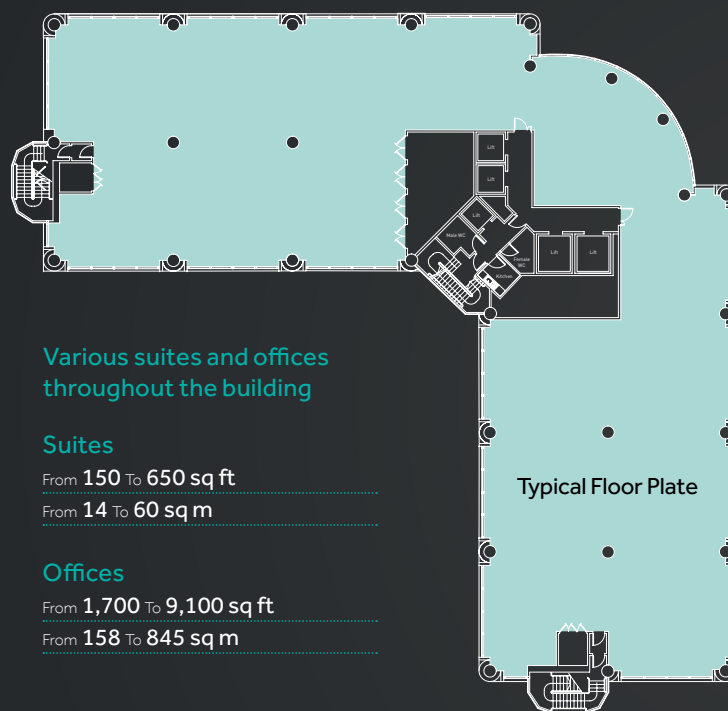 Lift
Lift
Lift
Male WC
Female
WC
Lift
Lift
Kitchen
Various suites and offices
throughout the building
Suites
From 150 To 650 sq ft
From 14 To 60 sq m
Typical Floor Plate
Offices
From 1,700 To 9,100 sq ft
From 158 To 845 sq m